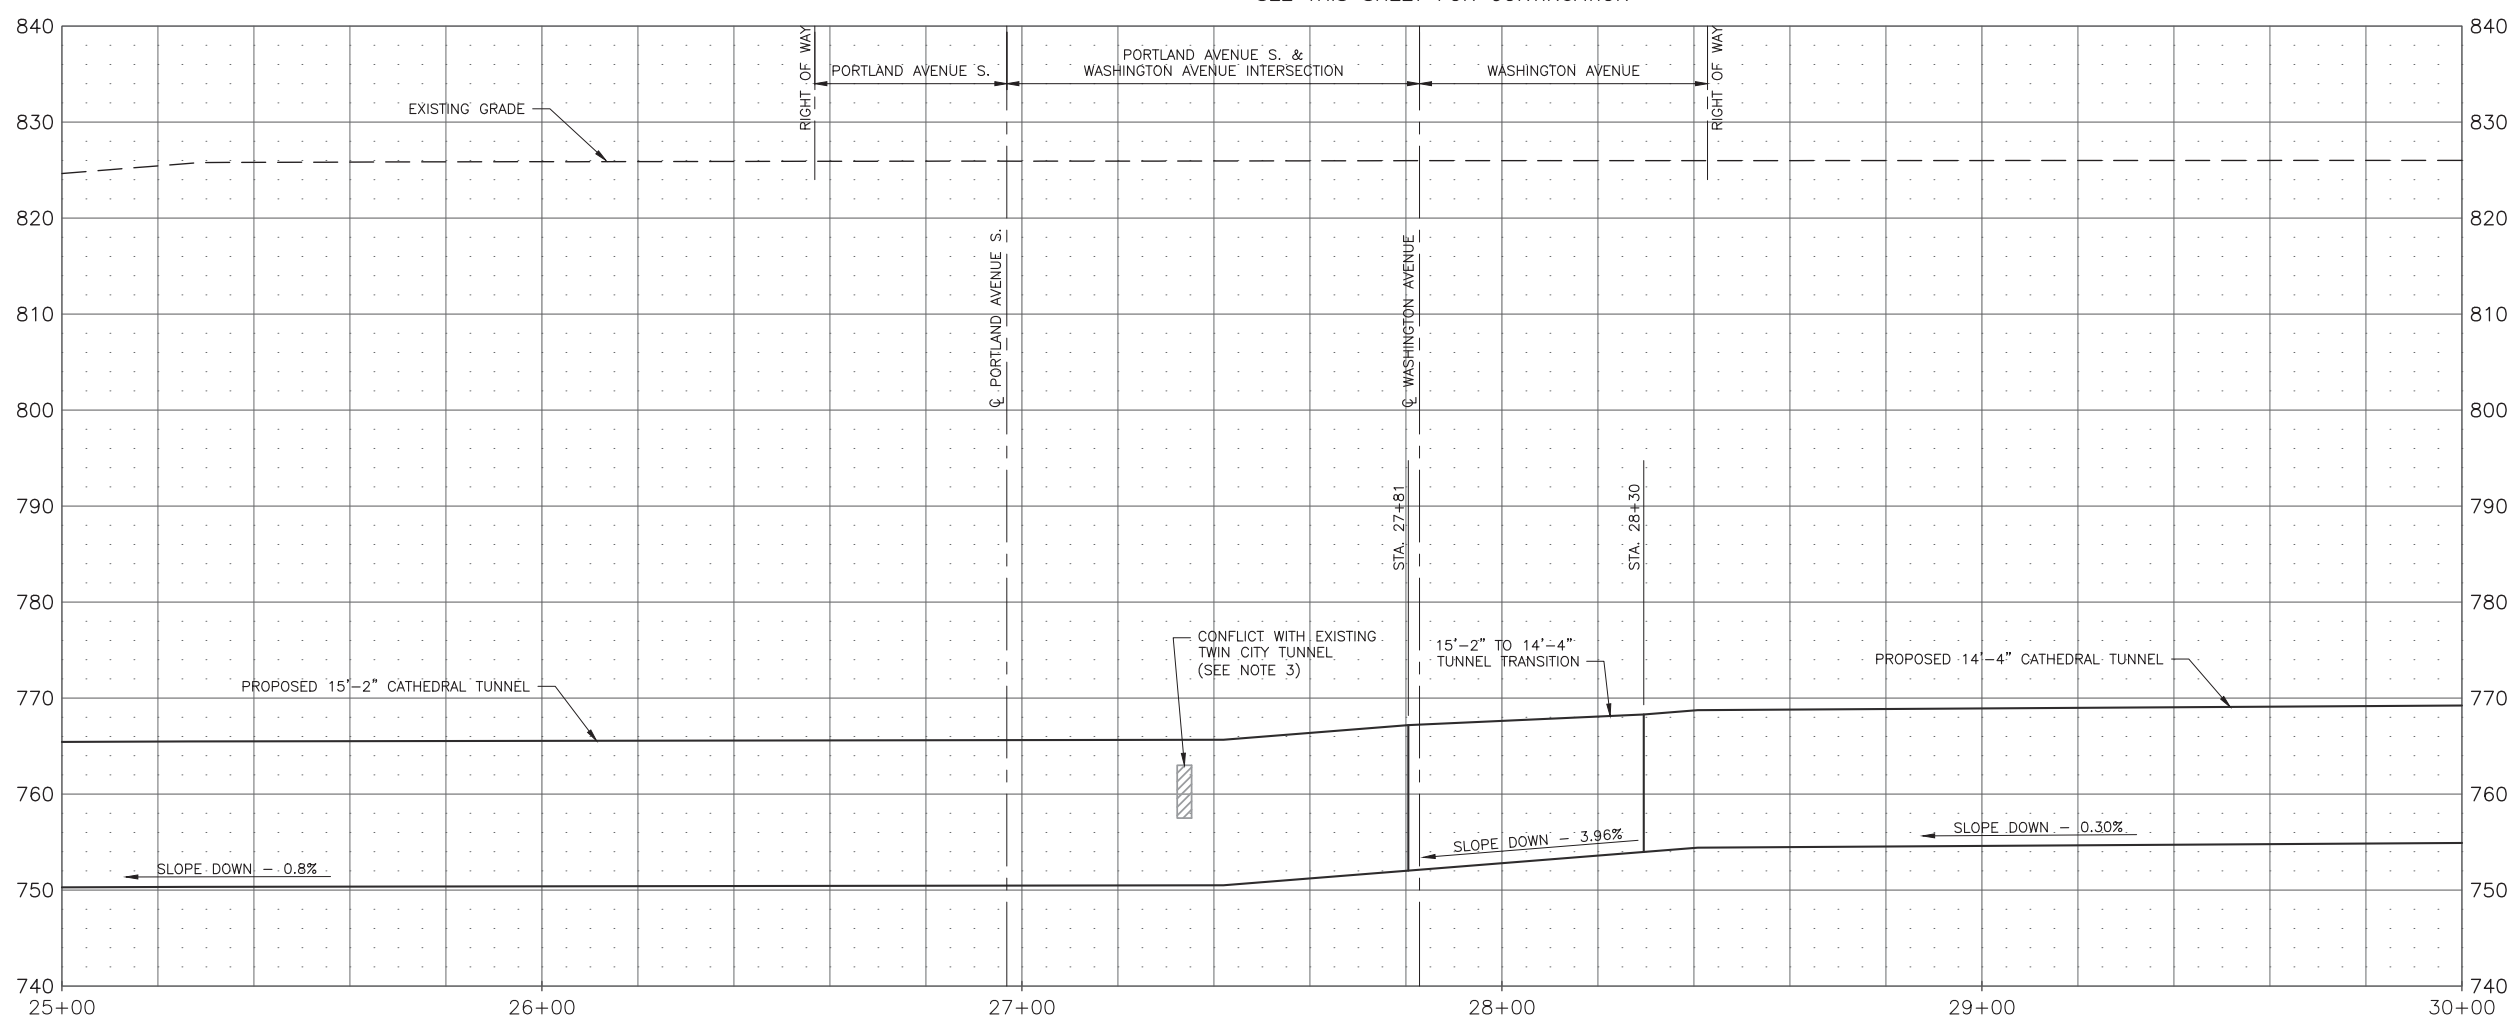 SEE THIS SHEET FOR CONTINUATION
840
840
RIGHT OF WAY
PORTLAND AVENUE S.
PORTLAND AVENUE S. &
WASHINGTON AVENUE INTERSECTION
WASHINGTON AVENUE
RIGHT OF WAY
EXISTING GRADE
830
830
820
820
℄ PORTLAND AVENUE S.
℄ WASHINGTON AVENUE
810
810
800
800
790
790
STA. 27+81
STA. 28+30
780
780
CONFLICT WITH EXISTING
TWIN CITY TUNNEL
(SEE NOTE 3)
15'-2" TO 14'-4"
TUNNEL TRANSITION
PROPOSED 14'-4" CATHEDRAL TUNNEL
PROPOSED 15'-2" CATHEDRAL TUNNEL
770
770
760
760
SLOPE DOWN - 3.96%
SLOPE DOWN - 0.30%
SLOPE DOWN - 0.8%
750
750
740
740
25+00
26+00
27+00
28+00
29+00
30+00